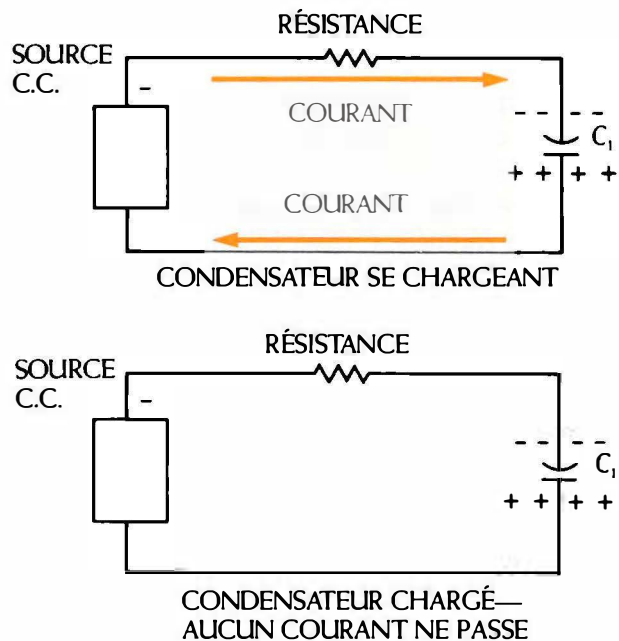 RÉSISTANCE
SOURCE
C.C.
-
COURANT
- - - -
C₁
+ + + +
COURANT
CONDENSATEUR SE CHARGEANT
RÉSISTANCE
SOURCE
C.C.
-
- - - -
C₁
+ + + +
CONDENSATEUR CHARGÉ—
AUCUN COURANT NE PASSE